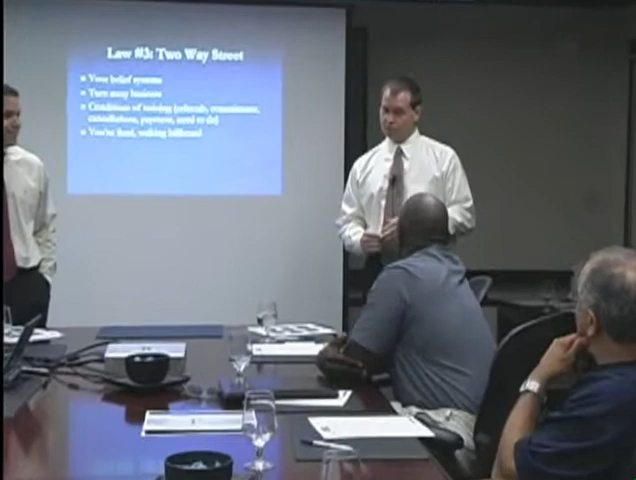 Law #3: Two Way Street
Your belief systems
Turn away business
Conditions of training (referrals, commitment,
cancellations, payment, need to do)
You're fired, walking billboard